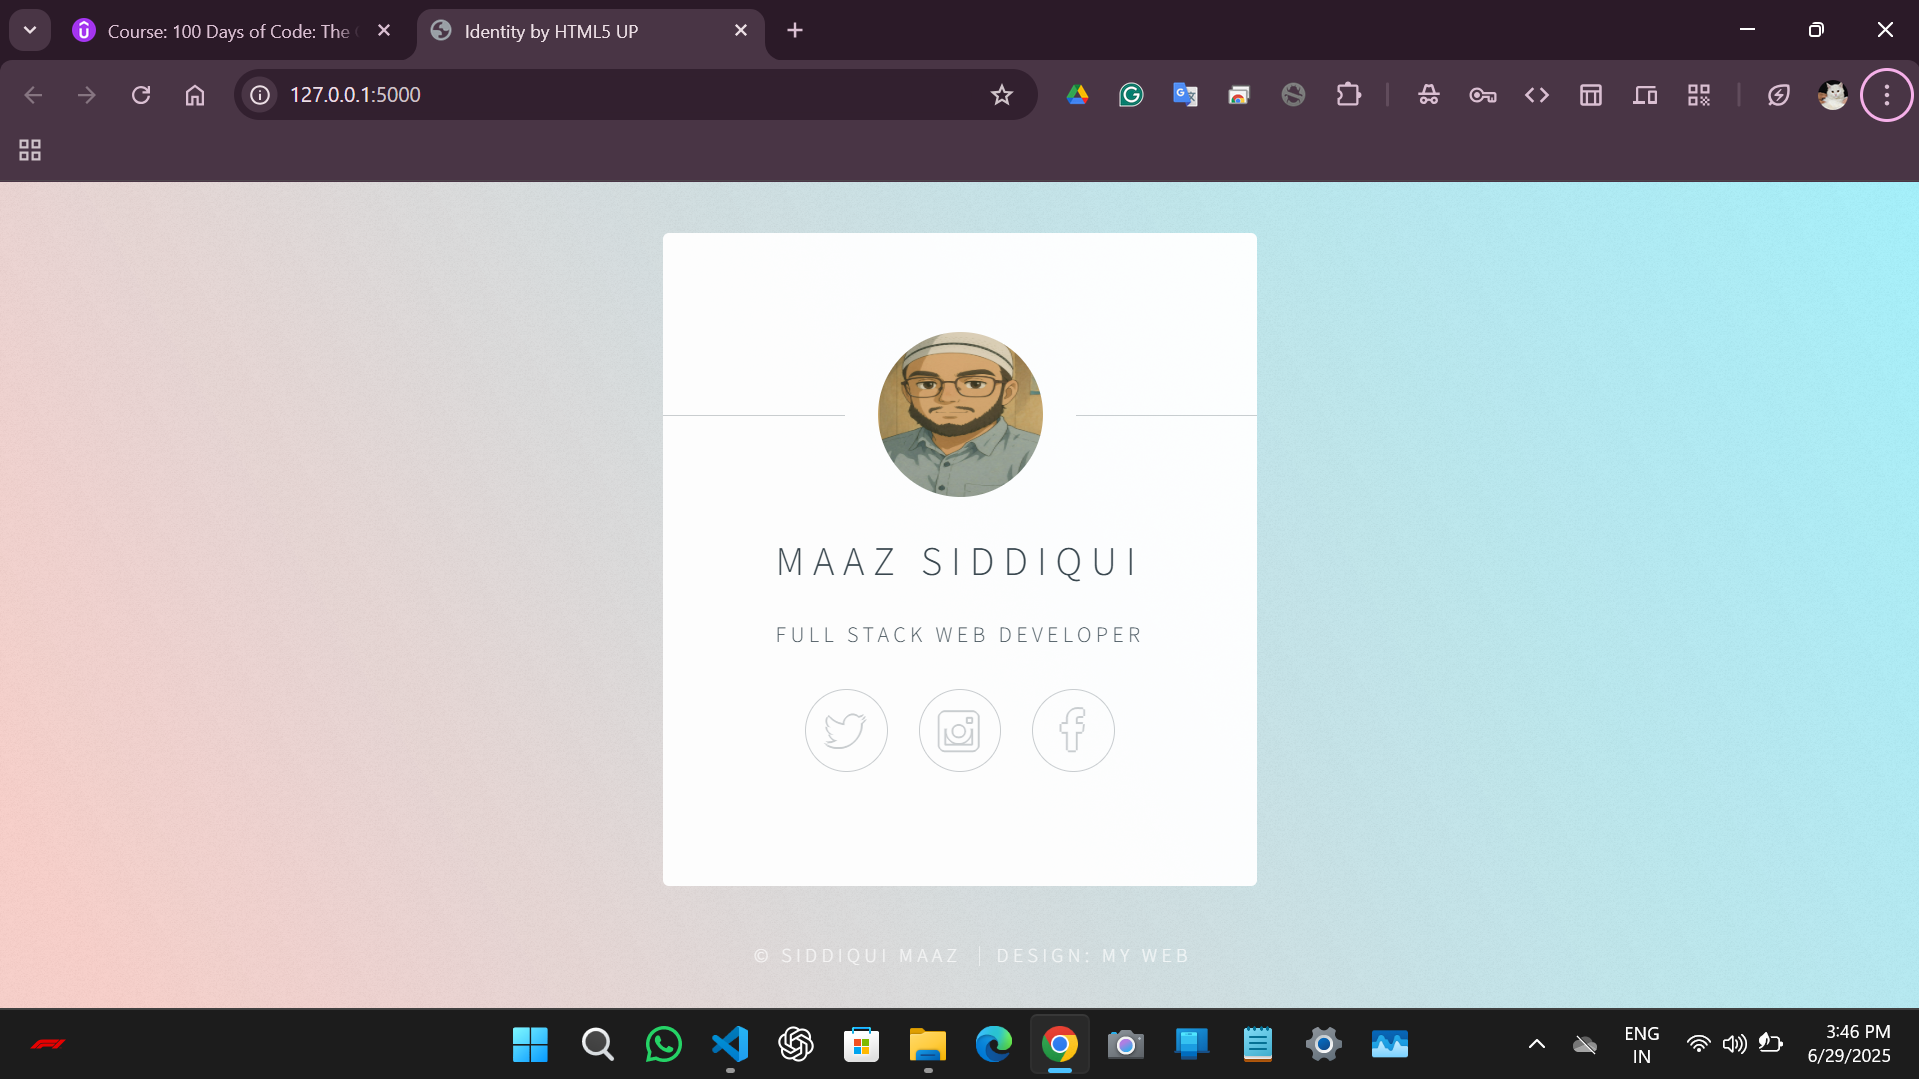 Course: 100 Days of Code: The
Identity by HTML5 UP
127.0.0.1:5000
MAAZ SIDDIQUI
FULL STACK WEB DEVELOPER
© SIDDIQUI MAAZ | DESIGN: MY WEB
ENG
IN
3:46 PM
6/29/2025